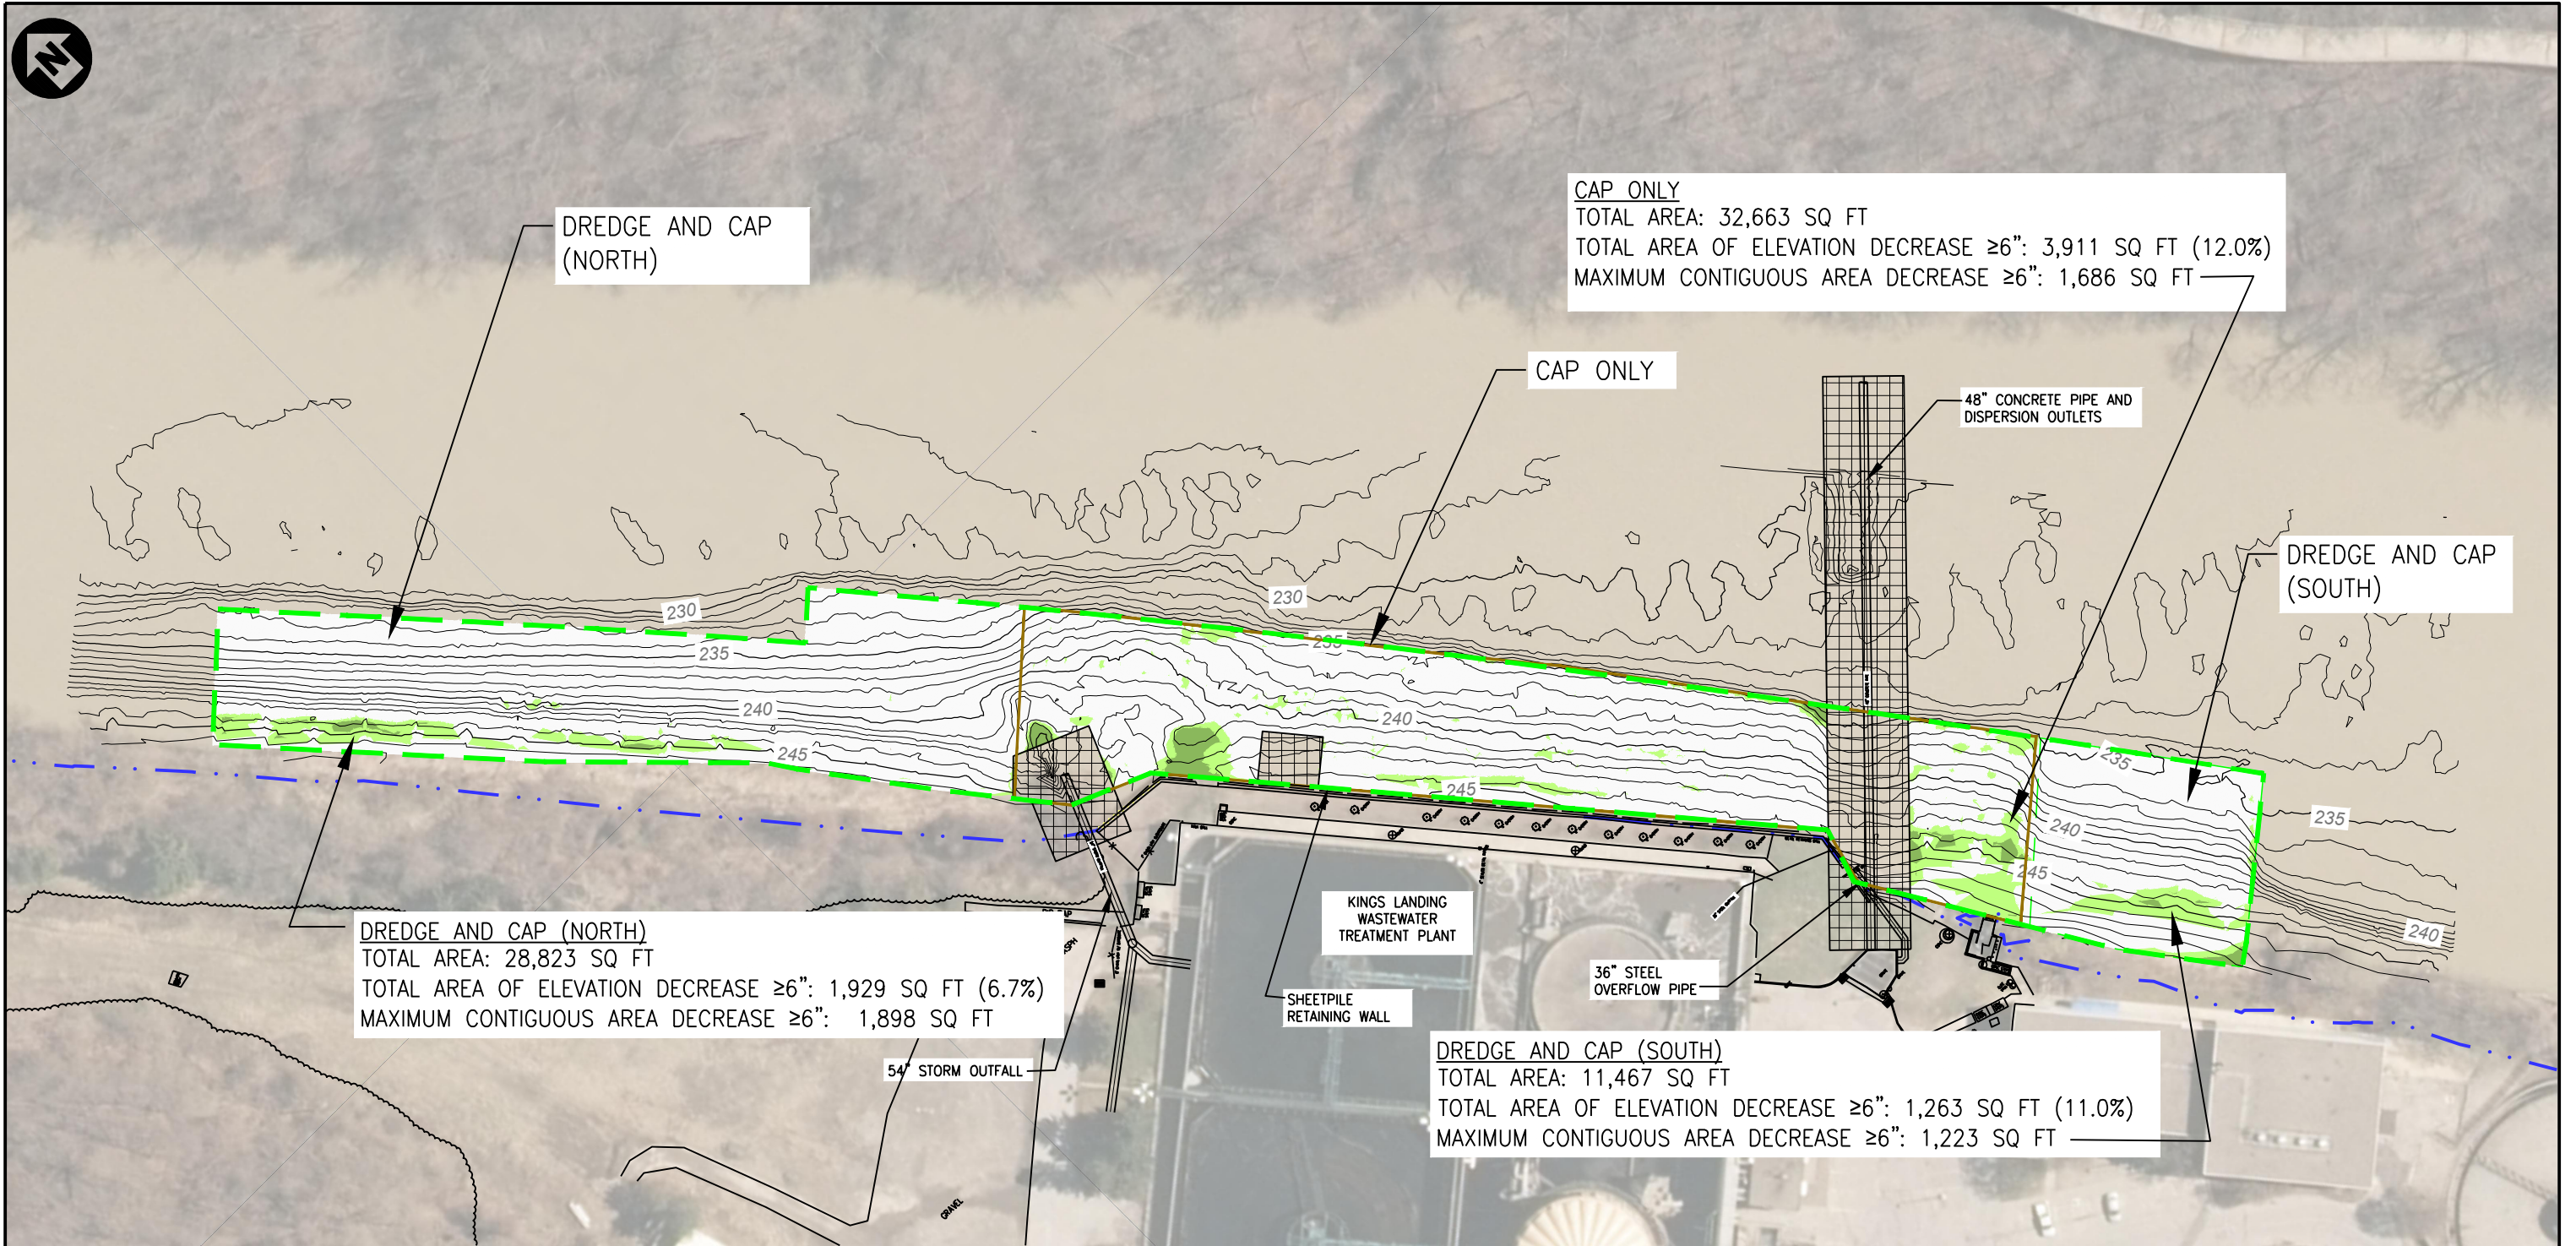 N
CAP ONLY
TOTAL AREA: 32,663 SQ FT
TOTAL AREA OF ELEVATION DECREASE ≥6”: 3,911 SQ FT (12.0%)
MAXIMUM CONTIGUOUS AREA DECREASE ≥6”: 1,686 SQ FT
DREDGE AND CAP
(NORTH)
CAP ONLY
48” CONCRETE PIPE AND
DISPERSION OUTLETS
DREDGE AND CAP
(SOUTH)
230
230
235
235
240
240
245
245
235
240
245
235
240
KINGS LANDING
WASTEWATER
TREATMENT PLANT
SHEETPILE
RETAINING WALL
36” STEEL
OVERFLOW PIPE
DREDGE AND CAP (NORTH)
TOTAL AREA: 28,823 SQ FT
TOTAL AREA OF ELEVATION DECREASE ≥6”: 1,929 SQ FT (6.7%)
MAXIMUM CONTIGUOUS AREA DECREASE ≥6”: 1,898 SQ FT
54” STORM OUTFALL
DREDGE AND CAP (SOUTH)
TOTAL AREA: 11,467 SQ FT
TOTAL AREA OF ELEVATION DECREASE ≥6”: 1,263 SQ FT (11.0%)
MAXIMUM CONTIGUOUS AREA DECREASE ≥6”: 1,223 SQ FT
GRAVEL